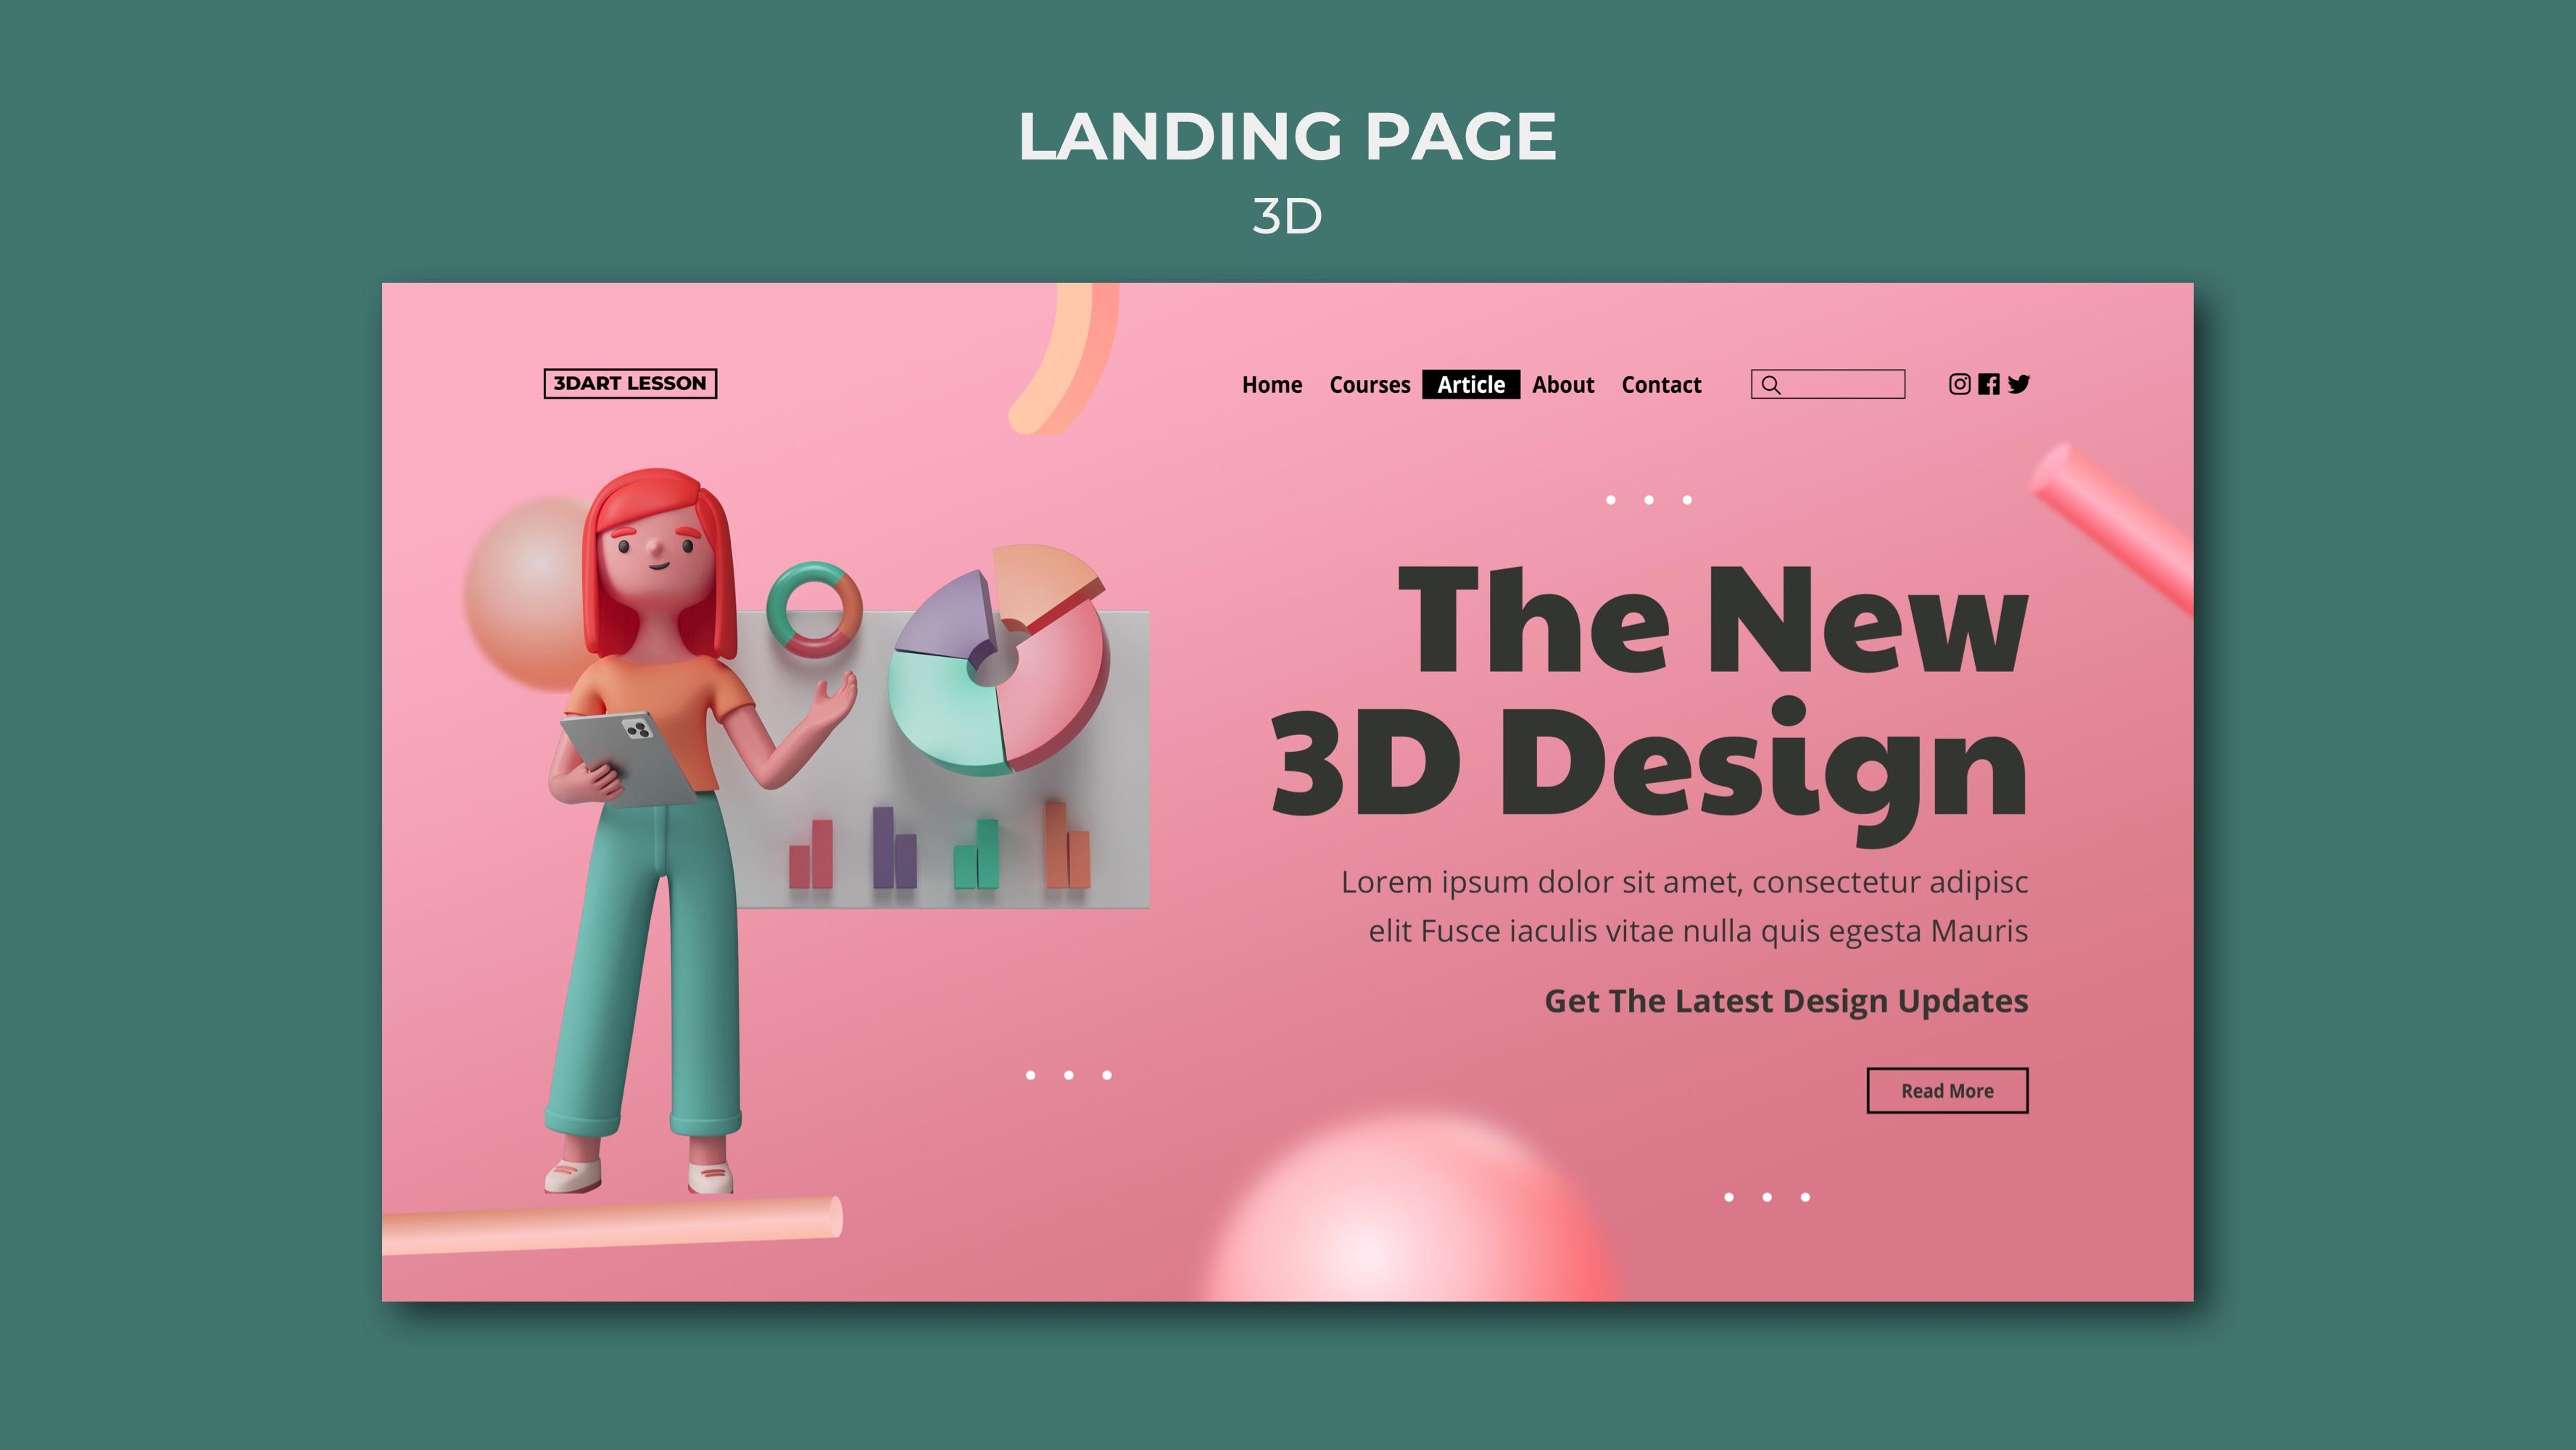 LANDING PAGE
3D
3DART LESSON
Home Courses Article About Contact
The New
3D Design
Lorem ipsum dolor sit amet, consectetur adipisc
elit Fusce iaculis vitae nulla quis egesta Mauris
Get The Latest Design Updates
Read More